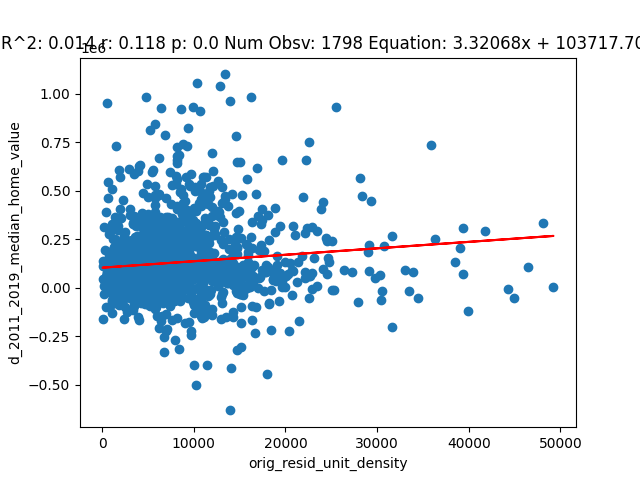 R^2: 0.014 r: 0.118 p: 0.0 Num Obsv: 1798 Equation: 3.32068x + 103717.70
1e6
1.00
0.75
0.50
0.25
0.00
−0.25
−0.50
d_2011_2019_median_home_value
0 10000 20000 30000 40000 50000
orig_resid_unit_density